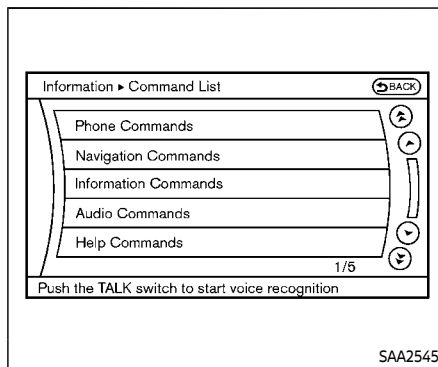 Information ▸ Command List
BACK
Phone Commands
Navigation Commands
Information Commands
Audio Commands
Help Commands
1/5
Push the TALK switch to start voice recognition
SAA2545